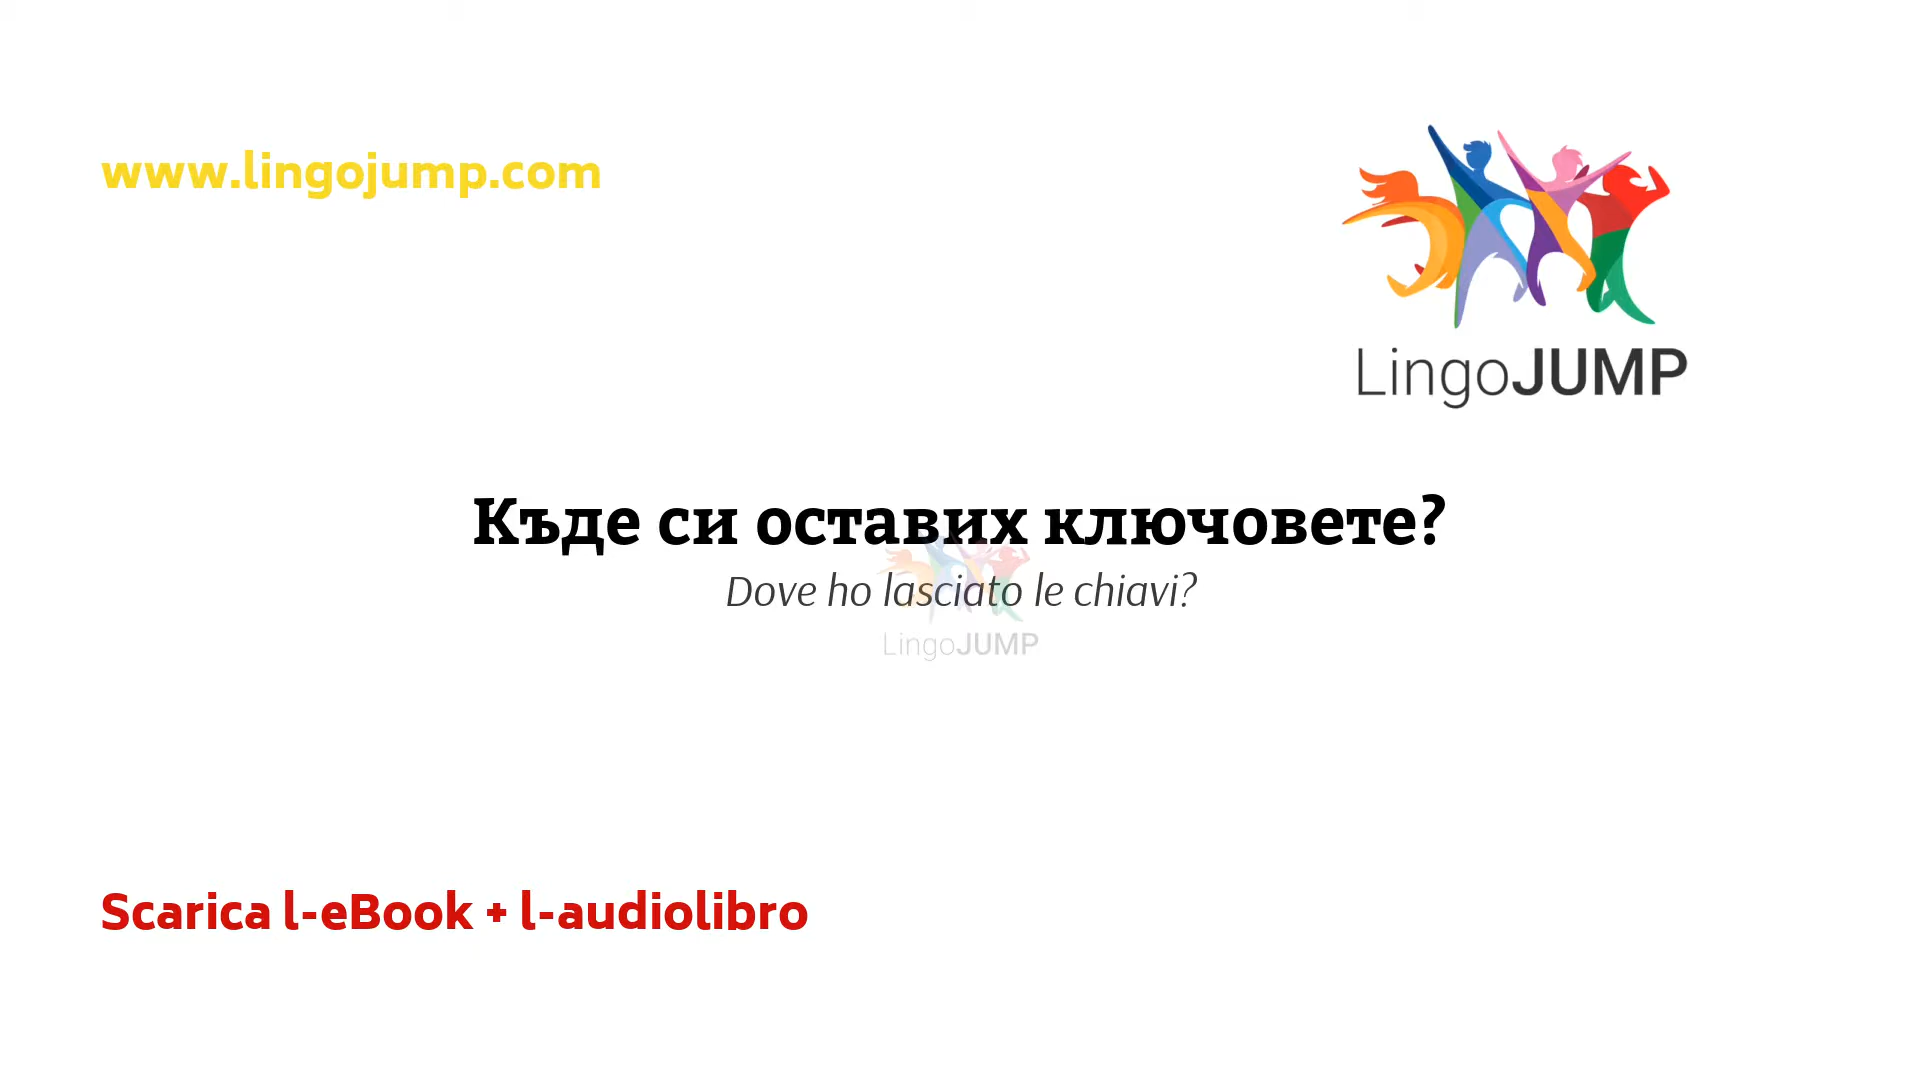 www.lingojump.com
LingoJUMP
Къде си оставих ключовете?
Dove ho lasciato le chiavi?
LingoJUMP
Scarica l-eBook + l-audiolibro